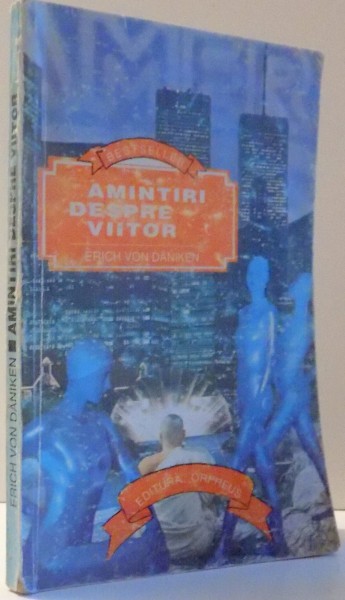 BESTSELLER
AMINTIRI
DESPRE
VIITOR
ERICH VON DÄNIKEN
EDITURA ORPHEUS
ERICH VON DÄNIKEN ■ AMINTIRI DESPRE VIITOR